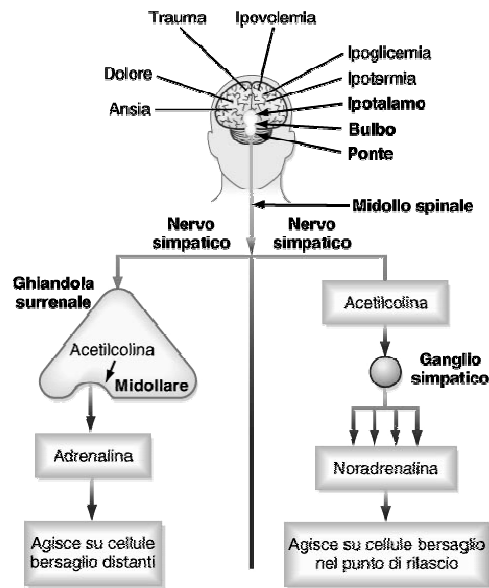 Trauma
Ipovolemia
Ipoglicemia
Dolore
Ipotermia
Ansia
Ipotalamo
Bulbo
Ponte
Midollo spinale
Nervo
simpatico
Nervo
simpatico
Ghiandola
surrenale
Acetilcolina
Midollare
Adrenalina
Agisce su cellule
bersaglio distanti
Acetilcolina
Ganglio
simpatico
Noradrenalina
Agisce su cellule bersaglio
nel punto di rilascio